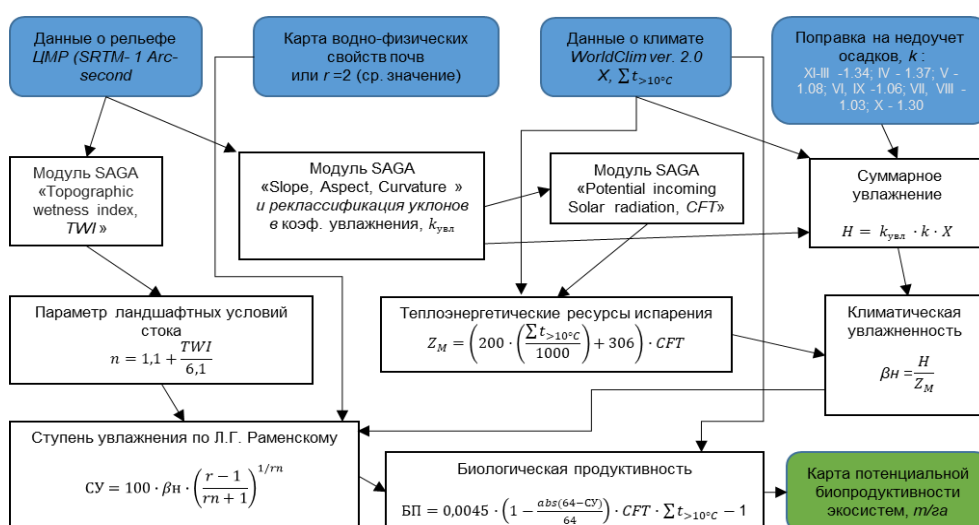 Данные о рельефе
ЦМР (SRTM- 1 Arc-
second
Карта водно-физических
свойств почв
или r =2 (ср. значение)
Данные о климате
WorldClim ver. 2.0
X, ∑ t>10°C
Поправка на недоучет
осадков, k :
XI-III -1.34; IV - 1.37; V -
1.08; VI, IX -1.06; VII, VIII -
1.03; X - 1.30
Модуль SAGA
«Topographic
wetness index,
TWI »
Модуль SAGA
«Slope, Aspect, Curvature »
и реклассификация уклонов
в коэф. увлажнения, kувл
Модуль SAGA
«Potential incoming
Solar radiation, CFT»
Суммарное
увлажнение
H = kувл · k · X
Параметр ландшафтных условий
стока
n = 1,1 + TWI/6,1
Теплоэнергетические ресурсы испарения
ZM = (200 · (∑ t>10°C/1000) + 306) · CFT
Климатическая
увлажненность
βн = H/ZM
Ступень увлажнения по Л.Г. Раменскому
СУ = 100 · βн · ((r − 1)/(rn + 1))^1/rn
Биологическая продуктивность
БП = 0,0045 · (1 − abs(64−СУ)/64) · CFT · ∑ t>10°C − 1
Карта потенциальной
биопродуктивности
экосистем, т/га